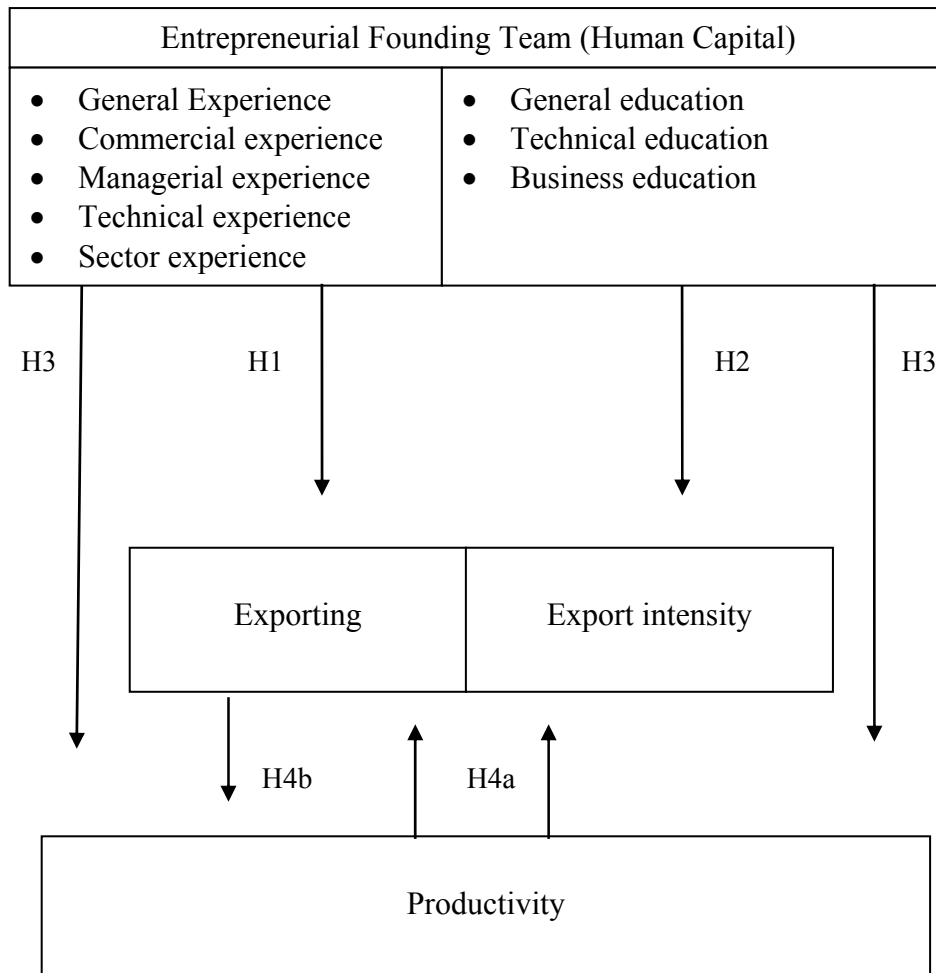 Entrepreneurial Founding Team (Human Capital)
• General Experience
• Commercial experience
• Managerial experience
• Technical experience
• Sector experience
• General education
• Technical education
• Business education
H3
H1
H2
H3
Exporting
Export intensity
H4b
H4a
Productivity